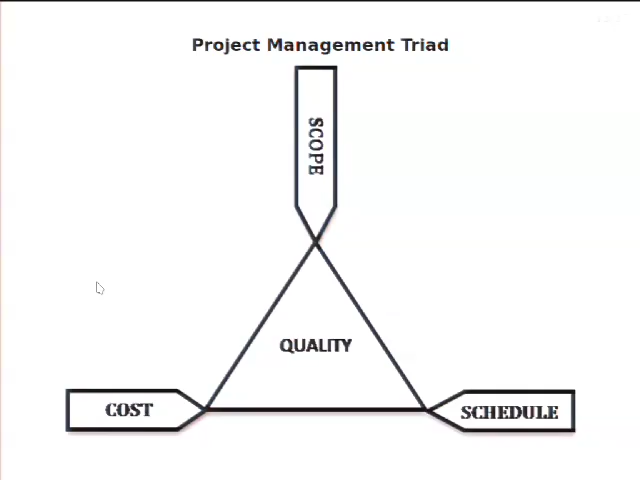 Project Management Triad
SCOPE
QUALITY
COST
SCHEDULE